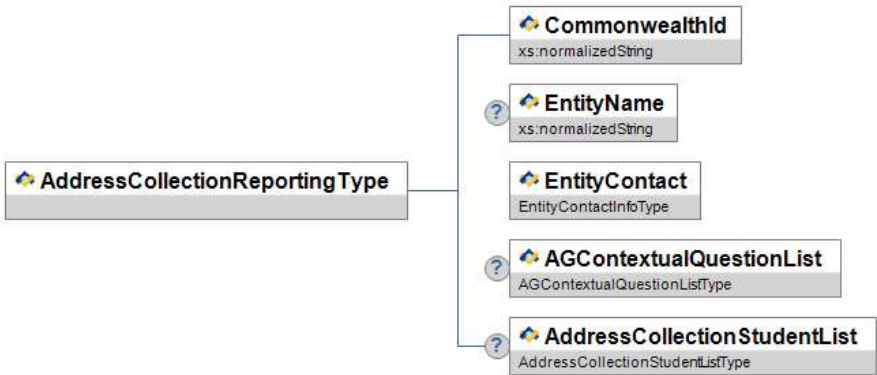 CommonwealthId
xs:normalizedString
?
EntityName
xs:normalizedString
AddressCollectionReportingType
EntityContact
EntityContactInfoType
?
AGContextualQuestionList
AGContextualQuestionListType
?
AddressCollectionStudentList
AddressCollectionStudentListType